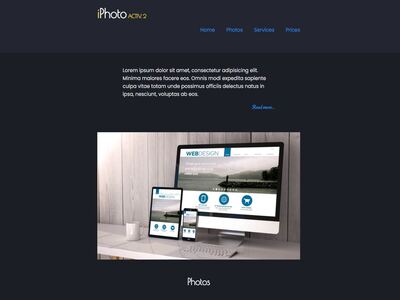 iPhoto ACTIV. 2
Home Photos Services Prices
Lorem ipsum dolor sit amet, consectetur adipisicing elit.
Minima maiores facere eos. Omnis modi excepturi
culpa vitae totam unde possimus officiis delectus natus in
ipsa, nesciunt, voluptas ab eos.
Read more...
WEBDESIGN
Photos